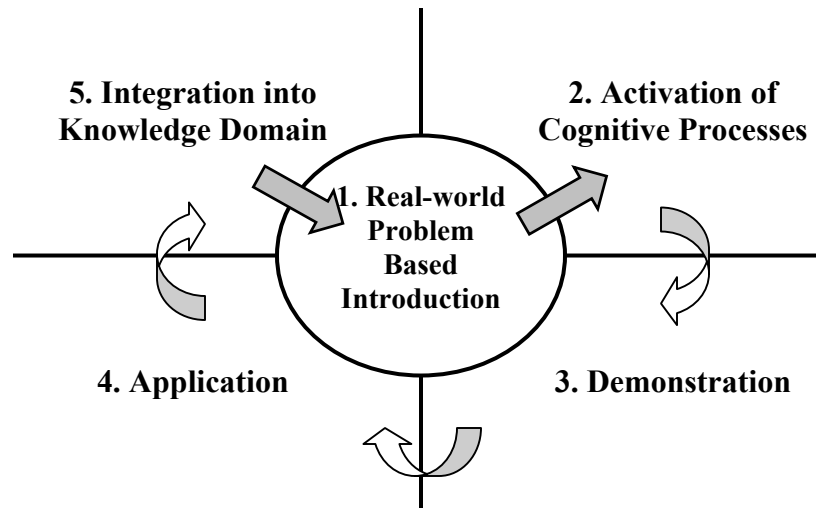 5. Integration into
Knowledge Domain
2. Activation of
Cognitive Processes
1. Real-world
Problem
Based
Introduction
4. Application
3. Demonstration